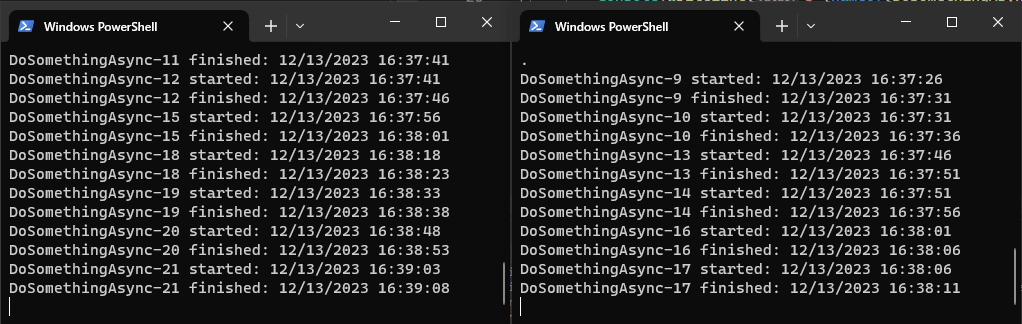 Windows PowerShell
DoSomethingAsync-11 finished: 12/13/2023 16:37:41
DoSomethingAsync-12 started: 12/13/2023 16:37:41
DoSomethingAsync-12 finished: 12/13/2023 16:37:46
DoSomethingAsync-15 started: 12/13/2023 16:37:56
DoSomethingAsync-15 finished: 12/13/2023 16:38:01
DoSomethingAsync-18 started: 12/13/2023 16:38:18
DoSomethingAsync-18 finished: 12/13/2023 16:38:23
DoSomethingAsync-19 started: 12/13/2023 16:38:33
DoSomethingAsync-19 finished: 12/13/2023 16:38:38
DoSomethingAsync-20 started: 12/13/2023 16:38:48
DoSomethingAsync-20 finished: 12/13/2023 16:38:53
DoSomethingAsync-21 started: 12/13/2023 16:39:03
DoSomethingAsync-21 finished: 12/13/2023 16:39:08
Windows PowerShell
.
DoSomethingAsync-9 started: 12/13/2023 16:37:26
DoSomethingAsync-9 finished: 12/13/2023 16:37:31
DoSomethingAsync-10 started: 12/13/2023 16:37:31
DoSomethingAsync-10 finished: 12/13/2023 16:37:36
DoSomethingAsync-13 started: 12/13/2023 16:37:46
DoSomethingAsync-13 finished: 12/13/2023 16:37:51
DoSomethingAsync-14 started: 12/13/2023 16:37:51
DoSomethingAsync-14 finished: 12/13/2023 16:37:56
DoSomethingAsync-16 started: 12/13/2023 16:38:01
DoSomethingAsync-16 finished: 12/13/2023 16:38:06
DoSomethingAsync-17 started: 12/13/2023 16:38:06
DoSomethingAsync-17 finished: 12/13/2023 16:38:11